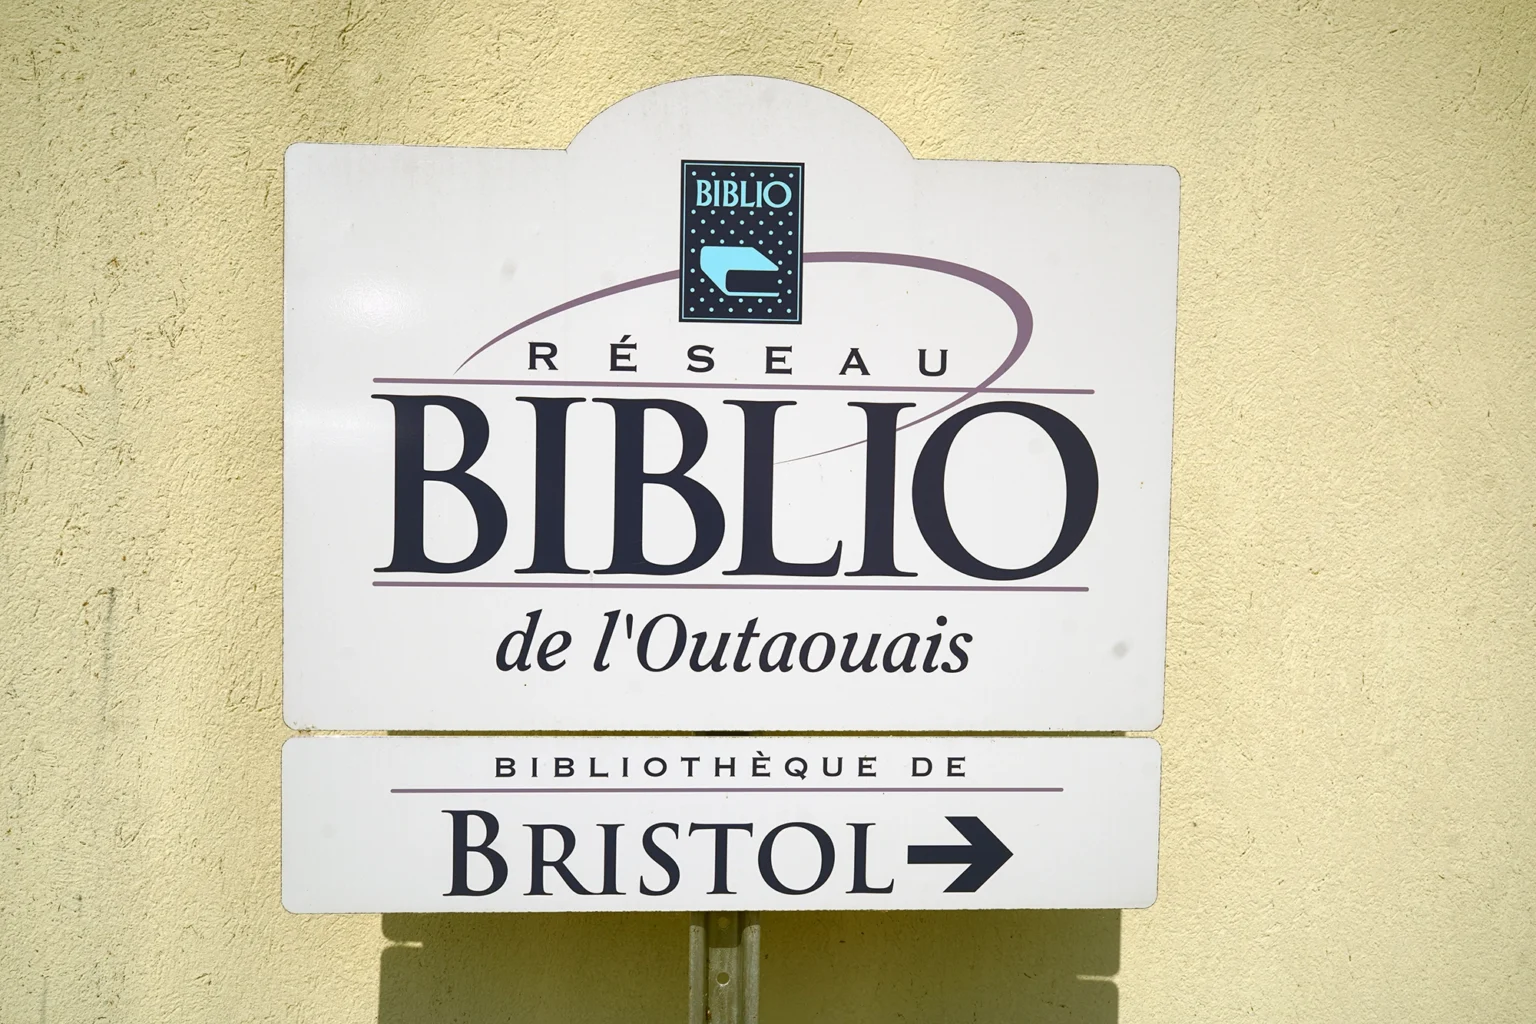 BIBLIO
RÉSEAU
BIBLIO
de l'Outaouais
BIBLIOTHÈQUE DE
BRISTOL